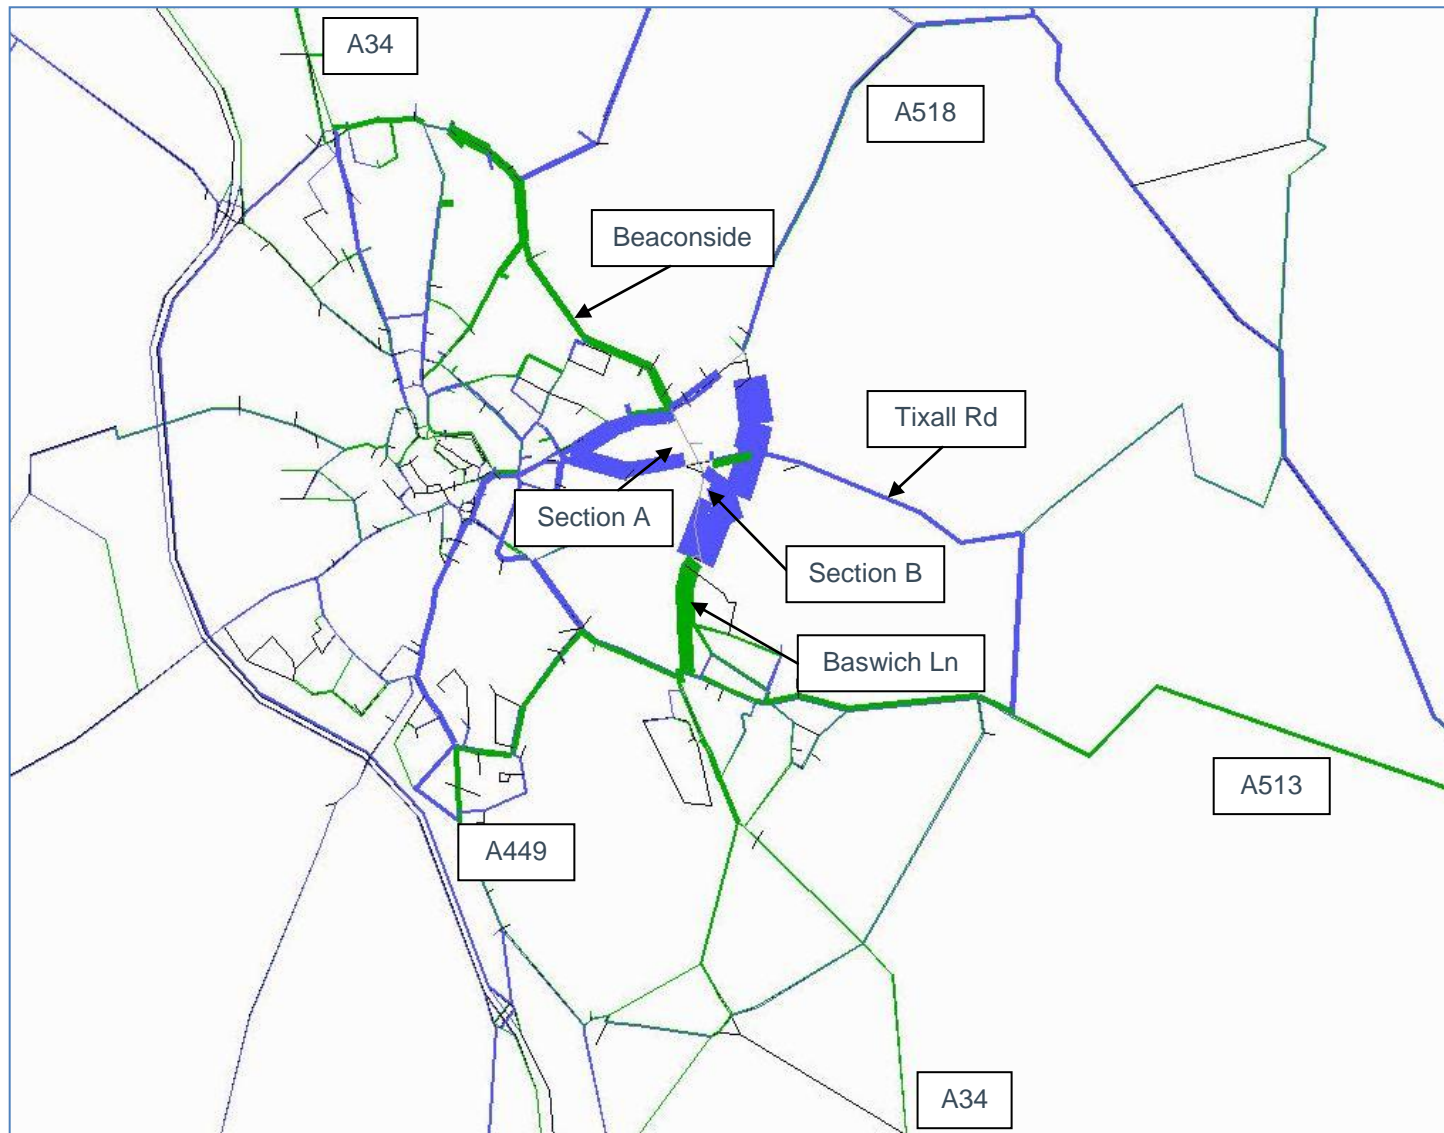 A34
A518
Beaconside
Tixall Rd
Section A
Section B
Baswich Ln
A513
A449
A34